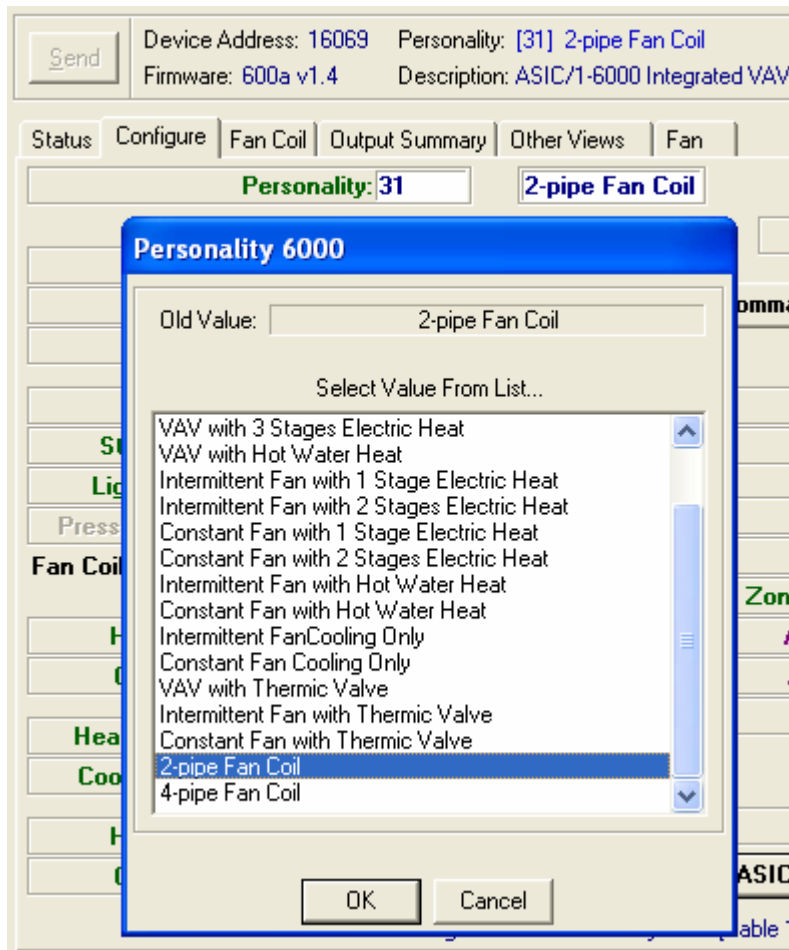 Send
Device Address: 16069 Personality: [31] 2-pipe Fan Coil
Firmware: 600a v1.4 Description: ASIC/1-6000 Integrated VAV
Status Configure Fan Coil Output Summary Other Views Fan
Personality: 31 2-pipe Fan Coil
Personality 6000
Old Value: 2-pipe Fan Coil
Select Value From List...
VAV with 3 Stages Electric Heat
VAV with Hot Water Heat
Intermittent Fan with 1 Stage Electric Heat
Intermittent Fan with 2 Stages Electric Heat
Constant Fan with 1 Stage Electric Heat
Constant Fan with 2 Stages Electric Heat
Intermittent Fan with Hot Water Heat
Constant Fan with Hot Water Heat
Intermittent FanCooling Only
Constant Fan Cooling Only
VAV with Thermic Valve
Intermittent Fan with Thermic Valve
Constant Fan with Thermic Valve
2-pipe Fan Coil
4-pipe Fan Coil
OK Cancel
Press
Fan Coil
Hea
Coo
Zon
ASIC